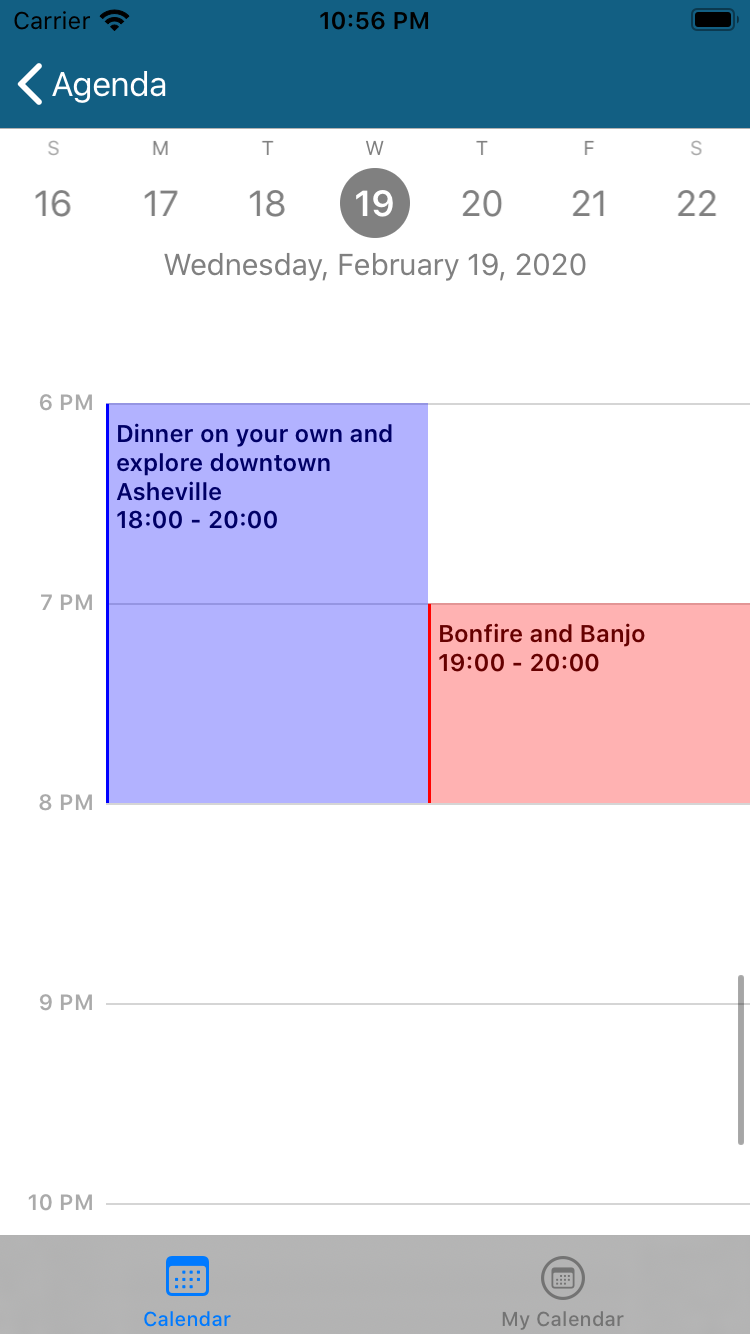 Carrier 10:56 PM
Agenda
S M T W T F S
16 17 18 19 20 21 22
Wednesday, February 19, 2020
6 PM
Dinner on your own and
explore downtown
Asheville
18:00 - 20:00
7 PM
Bonfire and Banjo
19:00 - 20:00
8 PM
9 PM
10 PM
Calendar My Calendar